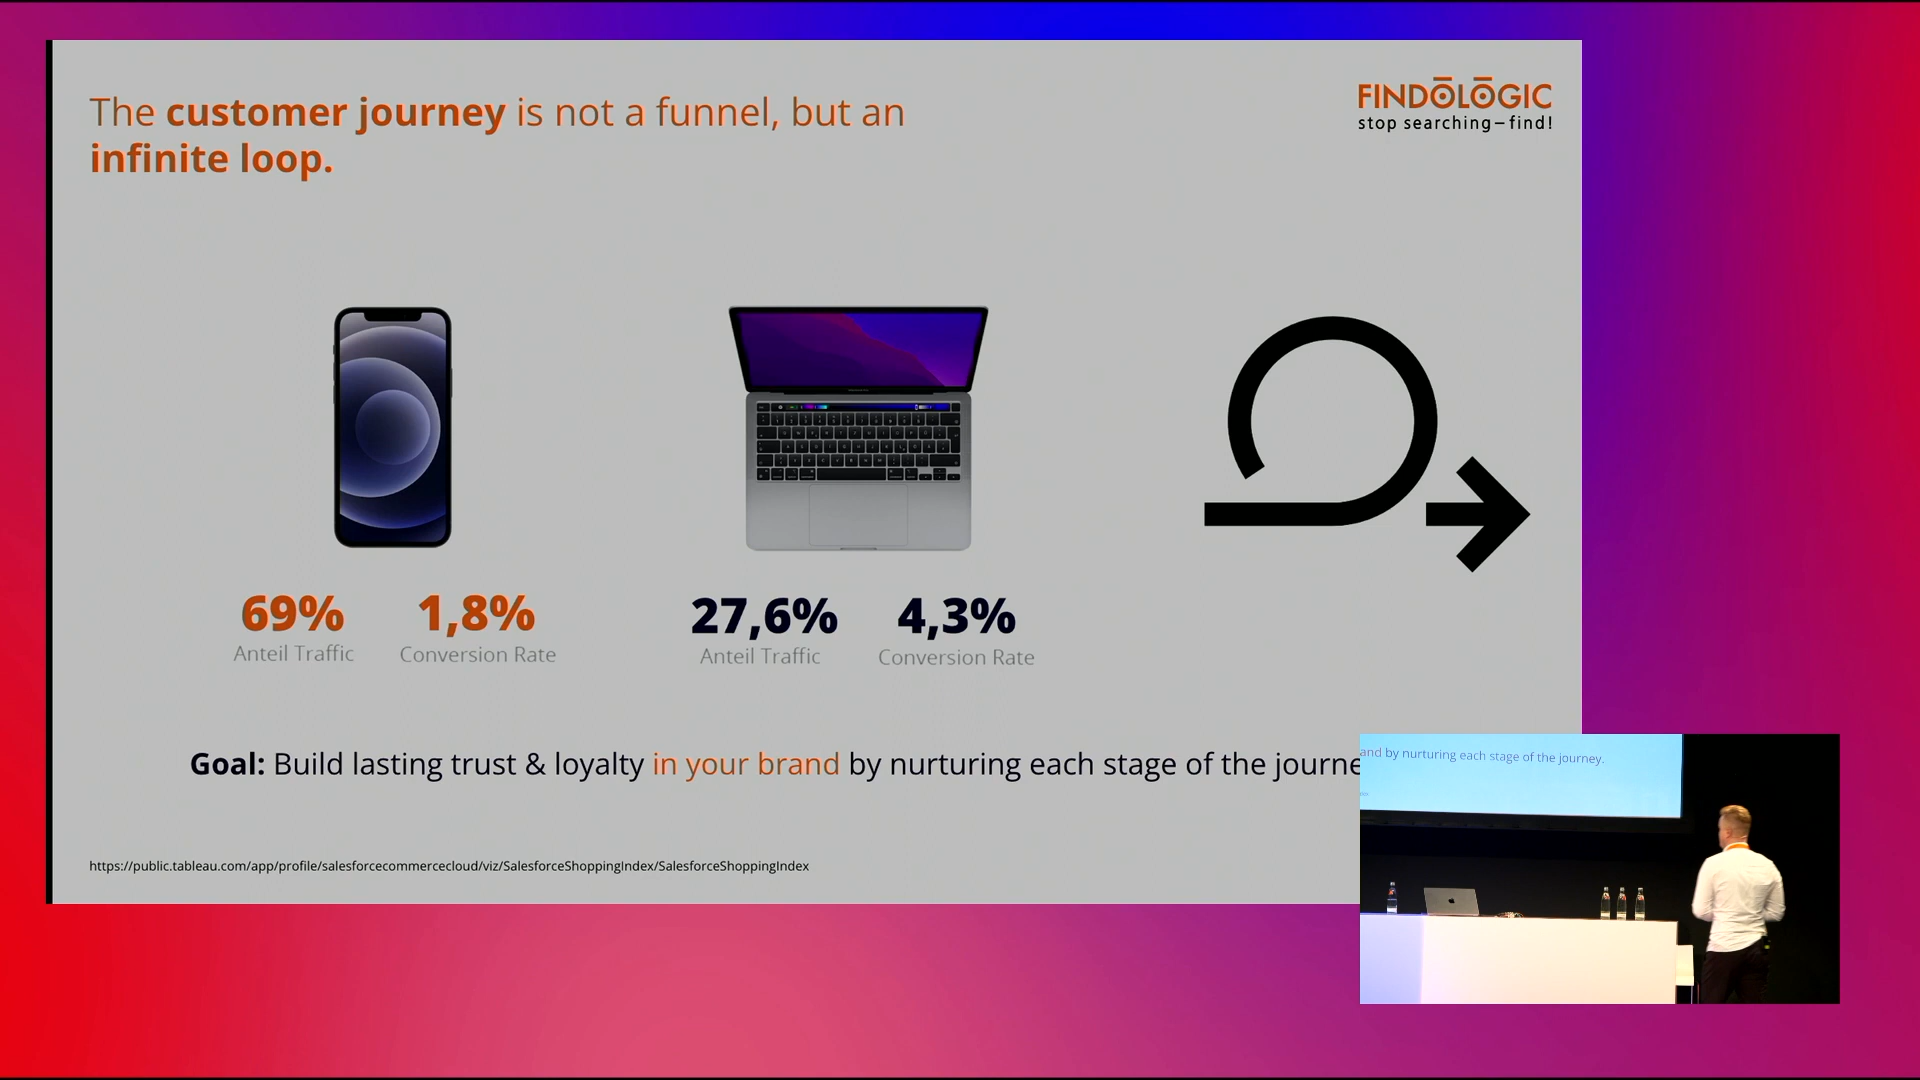 The customer journey is not a funnel, but an
infinite loop.
FINDOLOGIC
stop searching – find!
69%
Anteil Traffic
1,8%
Conversion Rate
27,6%
Anteil Traffic
4,3%
Conversion Rate
Goal: Build lasting trust & loyalty in your brand by nurturing each stage of the journe
and by nurturing each stage of the journey.
https://public.tableau.com/app/profile/salesforcecommercecloud/viz/SalesforceShoppingIndex/SalesforceShoppingIndex